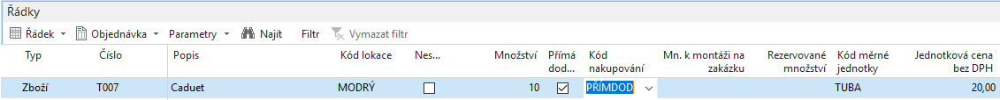 Řádky
Řádek Objednávka Parametry Najít Filtr Vymazat filtr
Typ Číslo Popis Kód lokace Nes... Množství Přímá dod... Kód nakupování Mn. k montáži na zakázku Rezervované množství Kód měrné jednotky Jednotková cena bez DPH
Zboží T007 Caduet MODRÝ 10 PŘÍMDOD TUBA 20,00